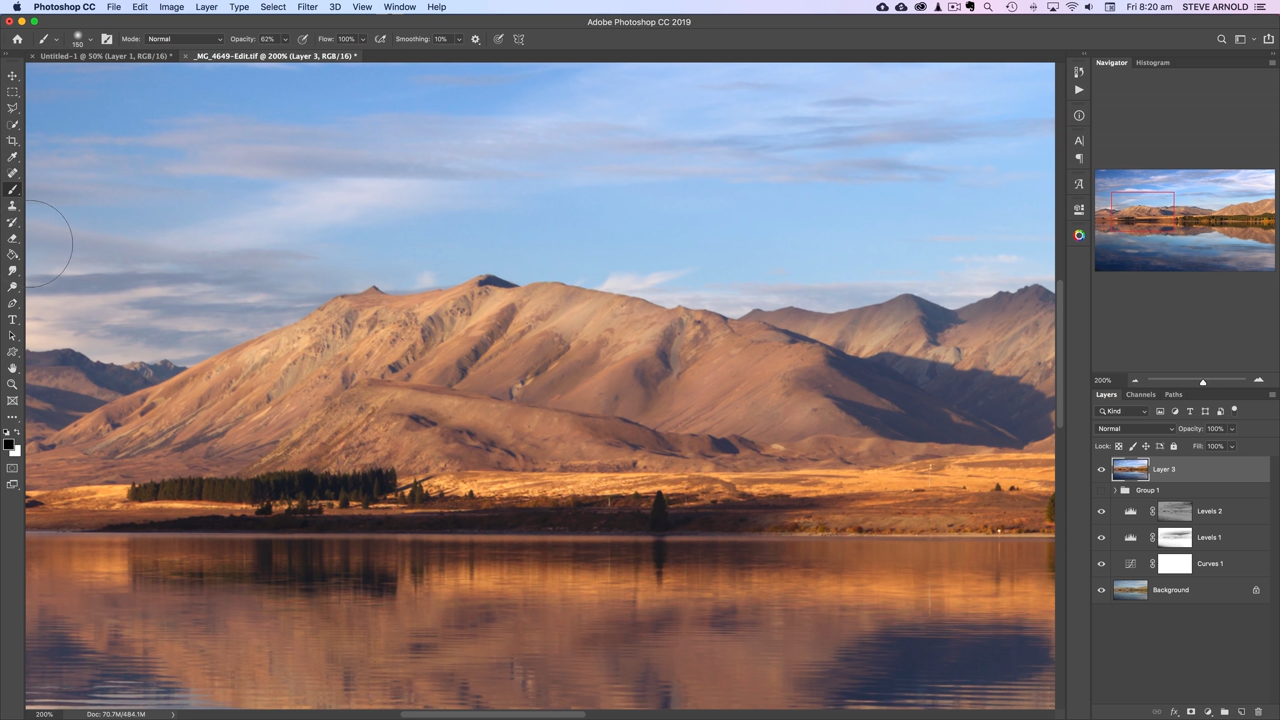 Photoshop CC File Edit Image Layer Type Select Filter 3D View Window Help Fri 8:20 am STEVE ARNOLD
Adobe Photoshop CC 2019
150 Mode: Normal Opacity: 62% Flow: 100% Smoothing: 10%
× Untitled-1 @ 50% (Layer 1, RGB/16) * × _MG_4649-Edit.tif @ 200% (Layer 3, RGB/16) *
Navigator Histogram
200%
Layers Channels Paths
Kind
Normal Opacity: 100%
Lock: Fill: 100%
Layer 3
Group 1
Levels 2
Levels 1
Curves 1
Background
200% Doc: 70.7M/484.1M